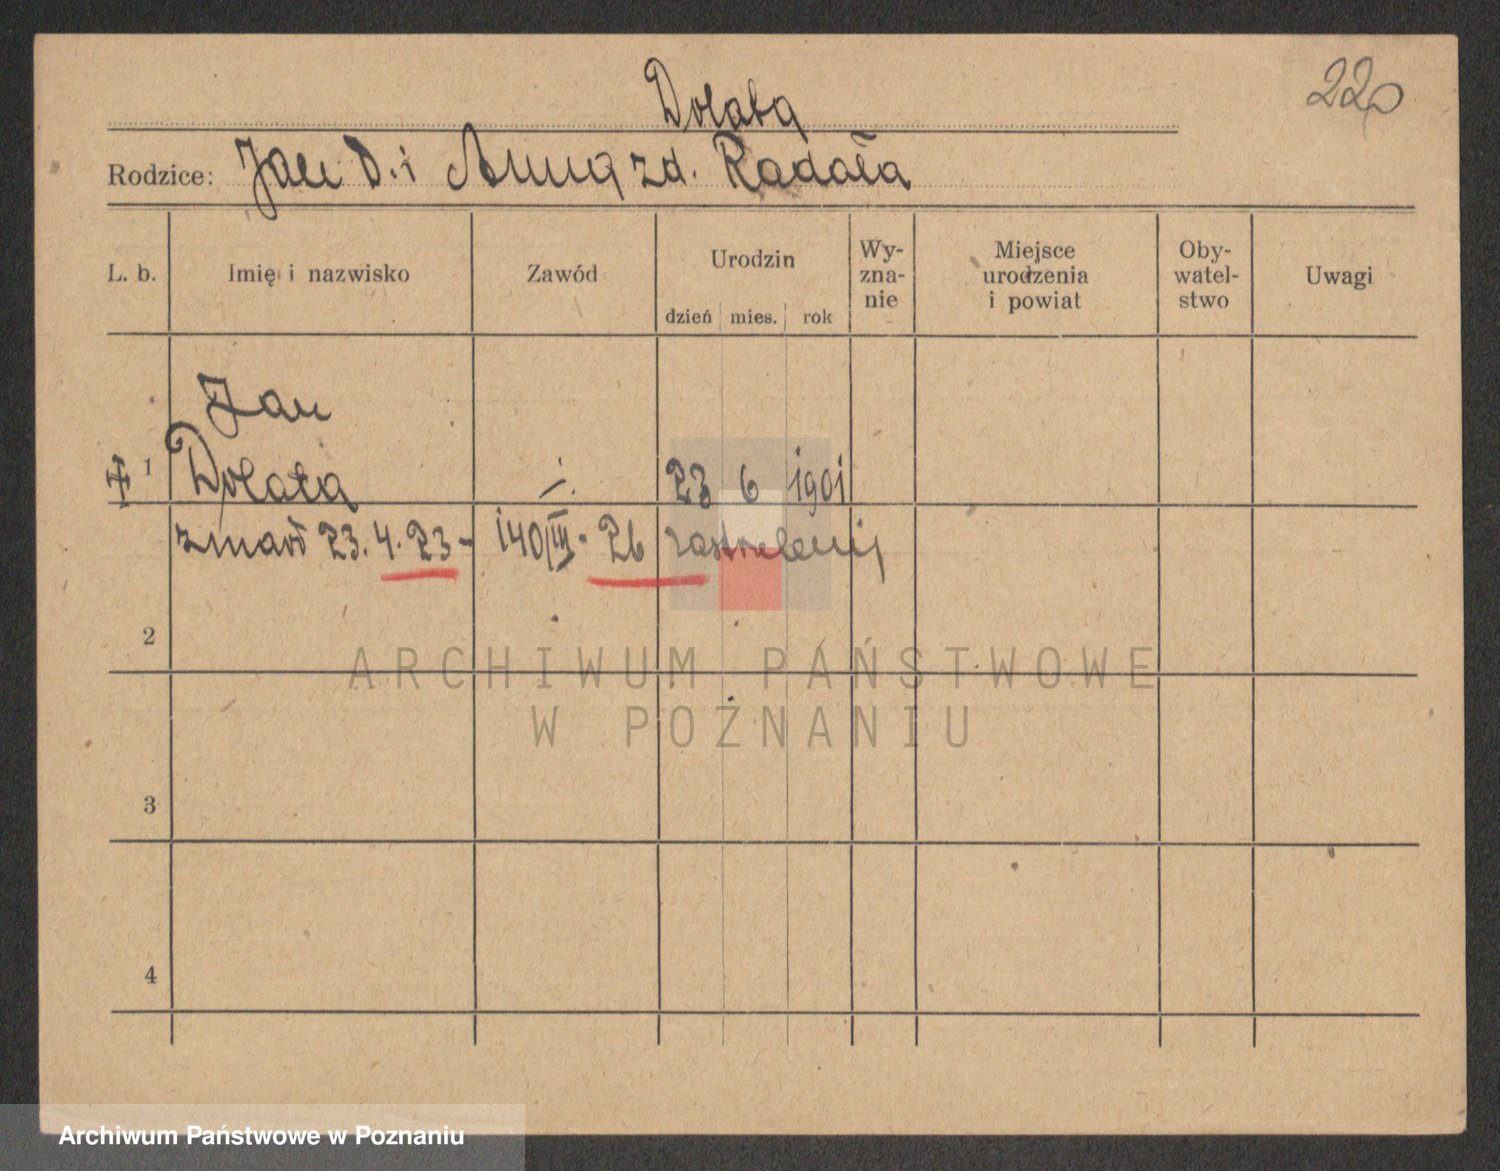 Dolata
220
Rodzice: Jan D. i Anna zd. Radała
L. b.
Imię i nazwisko
Zawód
Urodzin
dzień
mies.
rok
Wy-
zna-
nie
Miejsce
urodzenia
i powiat
Oby-
watel-
stwo
Uwagi
Jan
1 Dolata 23 6 1901
zmarł 23. 4. 23 - 140/III. 26 zastrzelony
2
ARCHIWUM PAŃSTWOWE
W POZNANIU
3
4
Archiwum Państwowe w Poznaniu